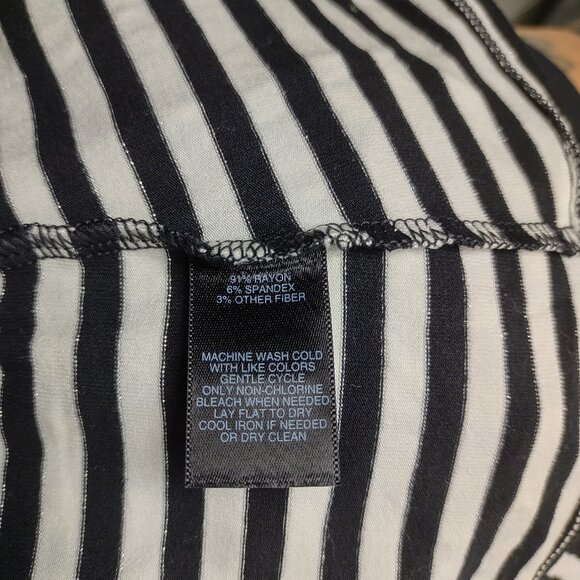 91% RAYON
6% SPANDEX
3% OTHER FIBER
MACHINE WASH COLD
WITH LIKE COLORS
GENTLE CYCLE
ONLY NON-CHLORINE
BLEACH WHEN NEEDED
LAY FLAT TO DRY
COOL IRON IF NEEDED
OR DRY CLEAN